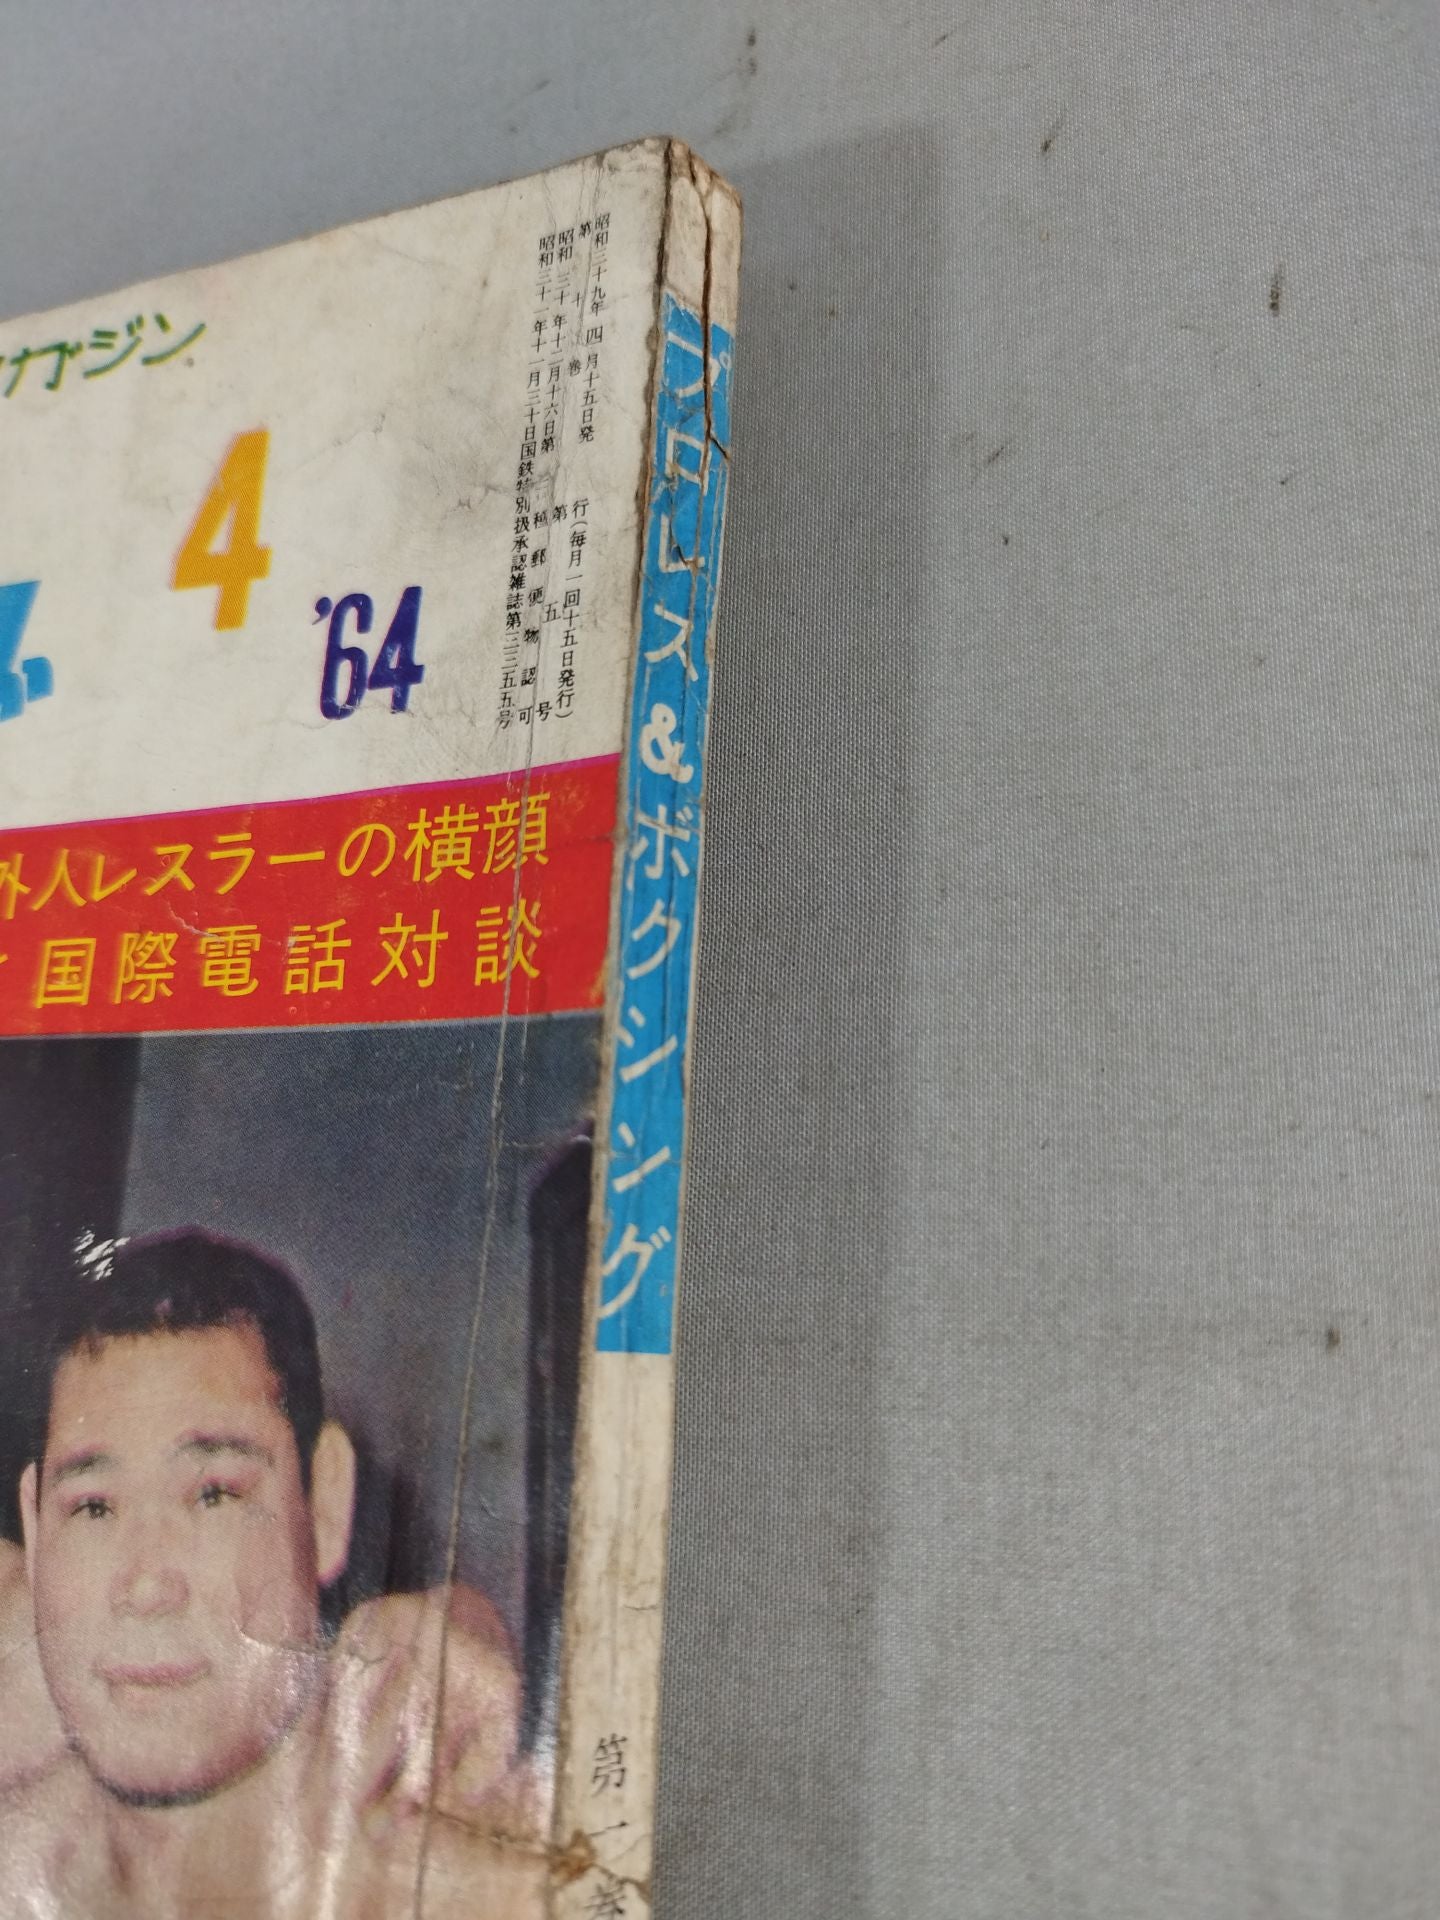 マガジン
4
'64
昭和三十九年四月十五日発行(毎月一回十五日発行)
第十巻 第五号
昭和三十年十二月十六日第三種郵便物認可
昭和三十一年十一月三十日国鉄特別扱承認雑誌第三三五五号
外人レスラーの横顔
国際電話対談
プロレス&ボクシング
第一巻